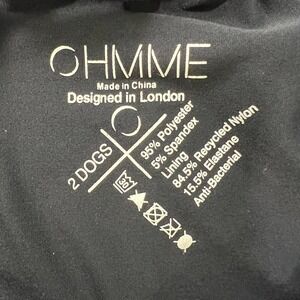 OHMME
Made in China
Designed in London
2 DOGS
95% Polyester
5% Spandex
Lining
84.5% Recycled Nylon
15.5% Elastane
Anti-Bacterial